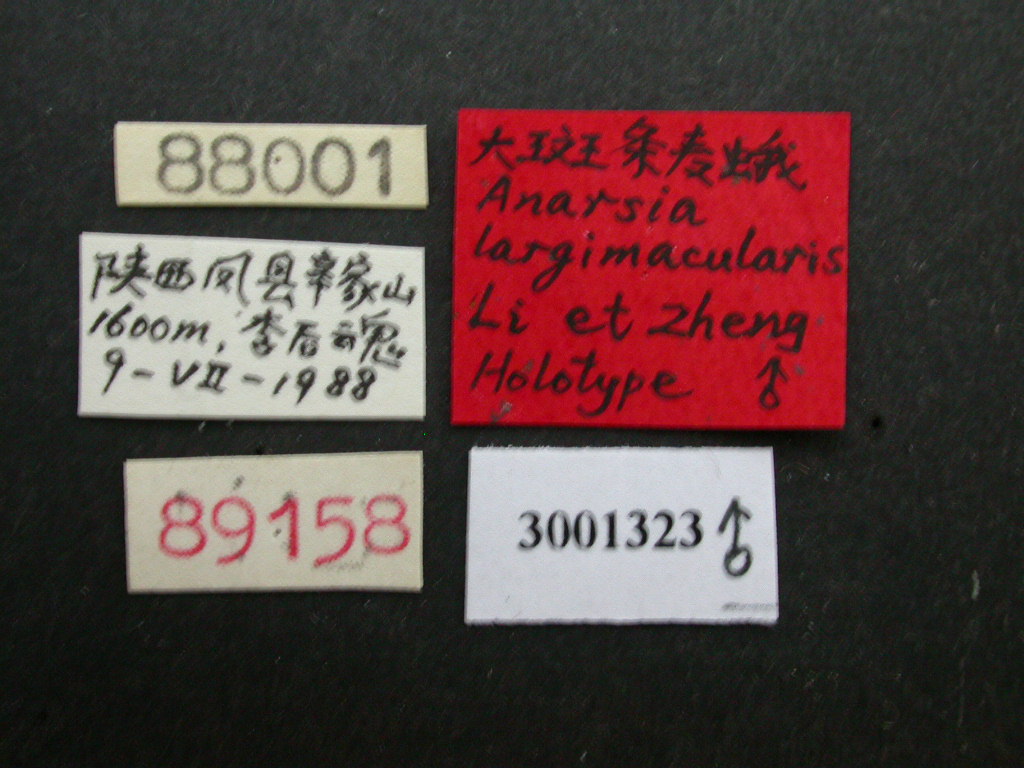 88001
陕西凤县辛家山
1600m, 李后魂
9-VII-1988
89158
大斑条麦蛾
Anarsia
largimacularis
Li et Zheng
Holotype ♂
3001323 ♂